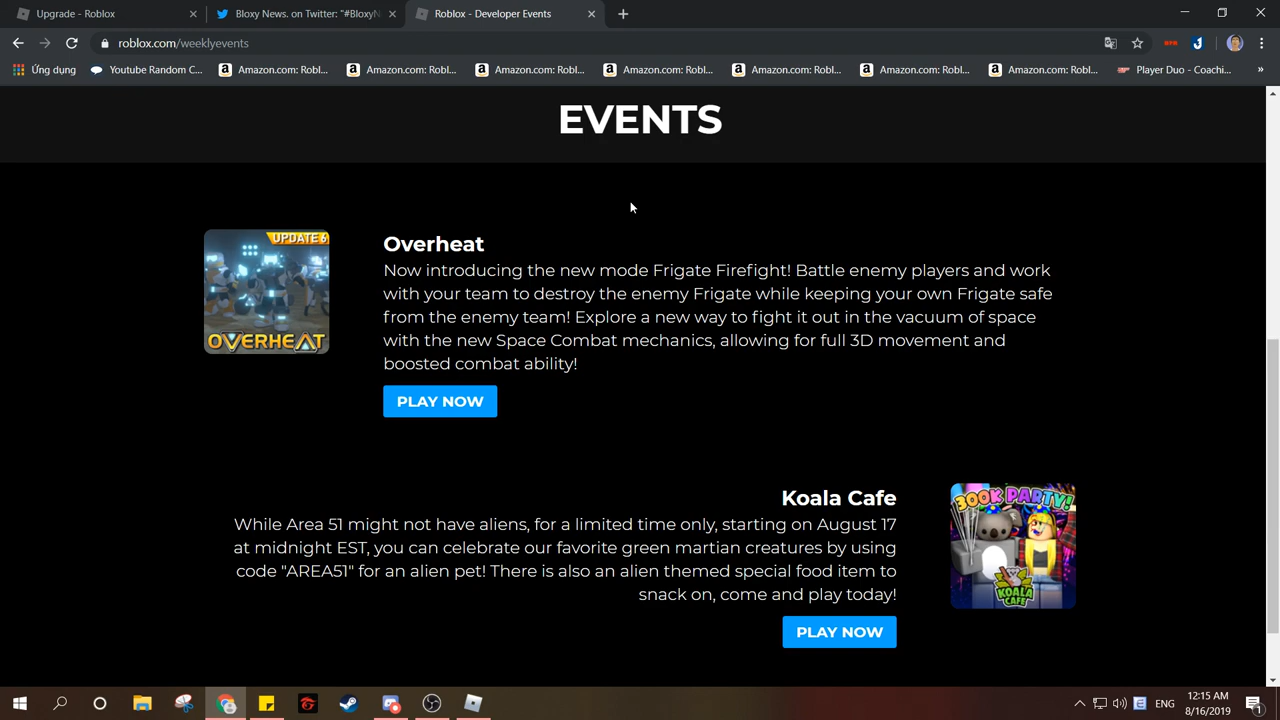 Upgrade - Roblox
Bloxy News. on Twitter: "#BloxyN
Roblox - Developer Events
roblox.com/weeklyevents
Ứng dụng
Youtube Random C...
Amazon.com: Robl...
Amazon.com: Robl...
Amazon.com: Robl...
Amazon.com: Robl...
Amazon.com: Robl...
Amazon.com: Robl...
Amazon.com: Robl...
Player Duo - Coachi...
EVENTS
UPDATE 6
OVERHEAT
Overheat
Now introducing the new mode Frigate Firefight! Battle enemy players and work
with your team to destroy the enemy Frigate while keeping your own Frigate safe
from the enemy team! Explore a new way to fight it out in the vacuum of space
with the new Space Combat mechanics, allowing for full 3D movement and
boosted combat ability!
PLAY NOW
Koala Cafe
While Area 51 might not have aliens, for a limited time only, starting on August 17
at midnight EST, you can celebrate our favorite green martian creatures by using
code "AREA51" for an alien pet! There is also an alien themed special food item to
snack on, come and play today!
PLAY NOW
300K PARTY!
KOALA
CAFE
ENG
12:15 AM
8/16/2019